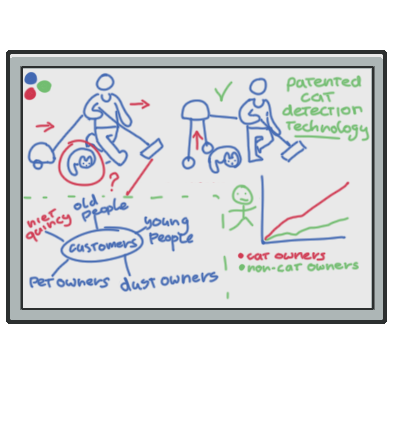 patented
cat
detection
technology
?
old
people
niet
quincy
customers
young
people
pet owners
dust owners
cat owners
non-cat owners